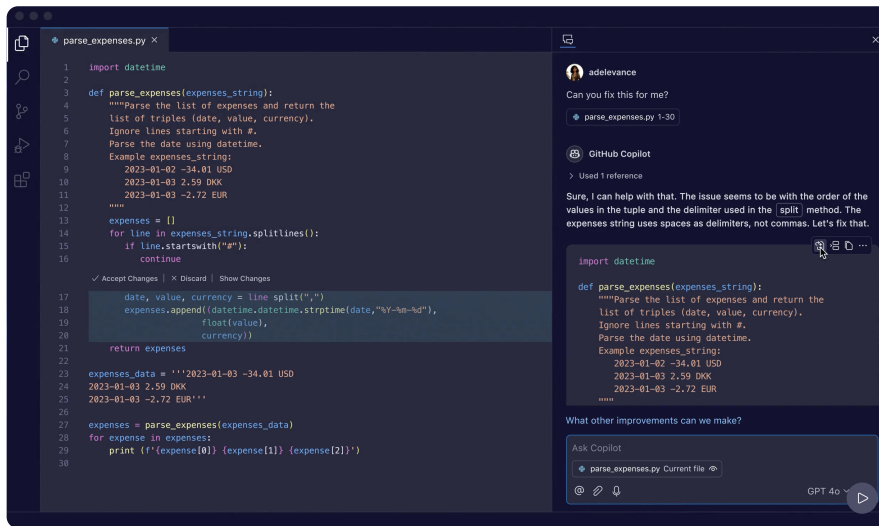 parse_expenses.py ×
1 import datetime
2
3 def parse_expenses(expenses_string):
4 """Parse the list of expenses and return the
5 list of triples (date, value, currency).
6 Ignore lines starting with #.
7 Parse the date using datetime.
8 Example expenses_string:
9 2023-01-02 -34.01 USD
10 2023-01-03 2.59 DKK
11 2023-01-03 -2.72 EUR
12 """
13 expenses = []
14 for line in expenses_string.splitlines():
15 if line.startswith("#"):
16 continue
Accept Changes | × Discard | Show Changes
17 date, value, currency = line split(",")
18 expenses.append((datetime.datetime.strptime(date,"%Y-%m-%d"),
19 float(value),
20 currency))
21 return expenses
22
23 expenses_data = '''2023-01-03 -34.01 USD
24 2023-01-03 2.59 DKK
25 2023-01-03 -2.72 EUR'''
26
27 expenses = parse_expenses(expenses_data)
28 for expense in expenses:
29 print (f'{expense[0]} {expense[1]} {expense[2]}')
30
adelevance
Can you fix this for me?
parse_expenses.py 1-30
GitHub Copilot
> Used 1 reference
Sure, I can help with that. The issue seems to be with the order of the
values in the tuple and the delimiter used in the split method. The
expenses string uses spaces as delimiters, not commas. Let's fix that.
import datetime
def parse_expenses(expenses_string):
"""Parse the list of expenses and return the
list of triples (date, value, currency).
Ignore lines starting with #.
Parse the date using datetime.
Example expenses_string:
2023-01-02 -34.01 USD
2023-01-03 2.59 DKK
2023-01-03 -2.72 EUR
"""
What other improvements can we make?
Ask Copilot
parse_expenses.py Current file
GPT 4o